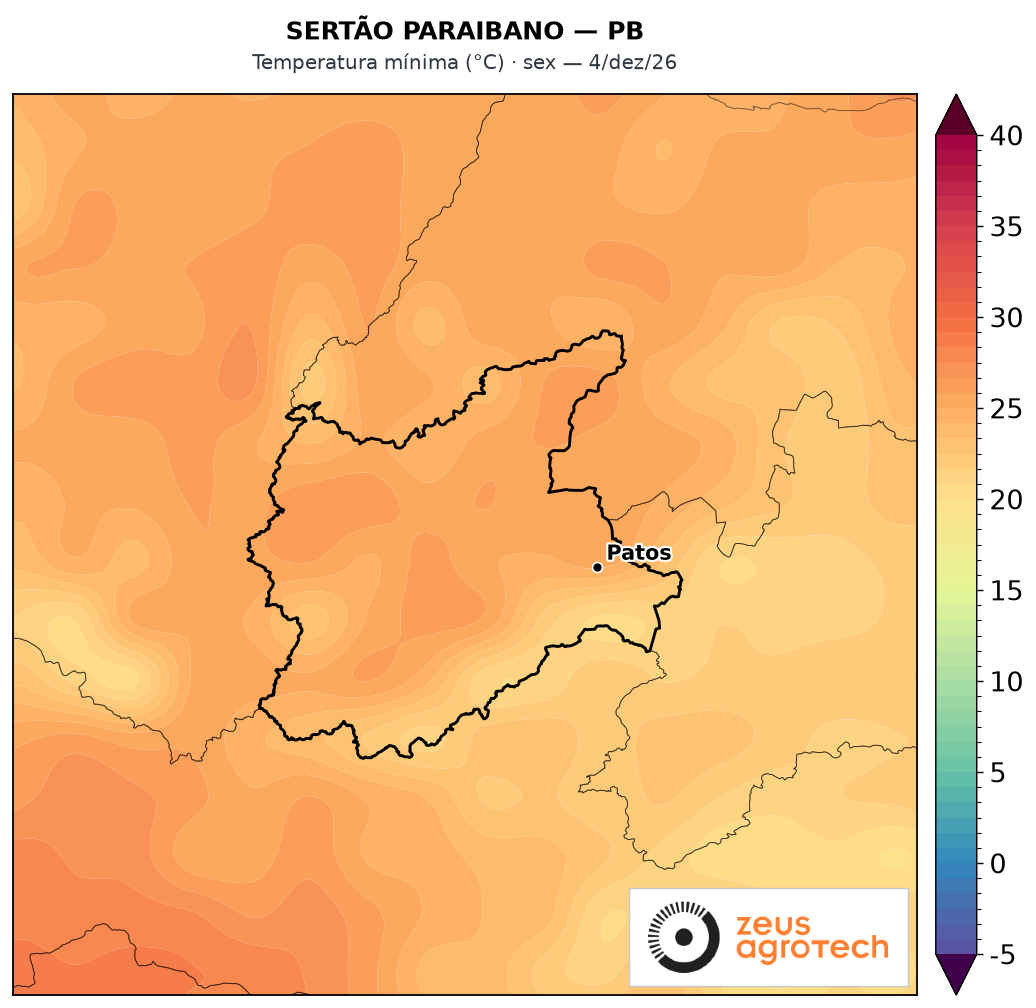 SERTÃO PARAIBANO — PB
Temperatura mínima (°C) · sex — 4/dez/26
40
35
30
25
20
15
10
5
0
-5
Patos
zeus
agrotech